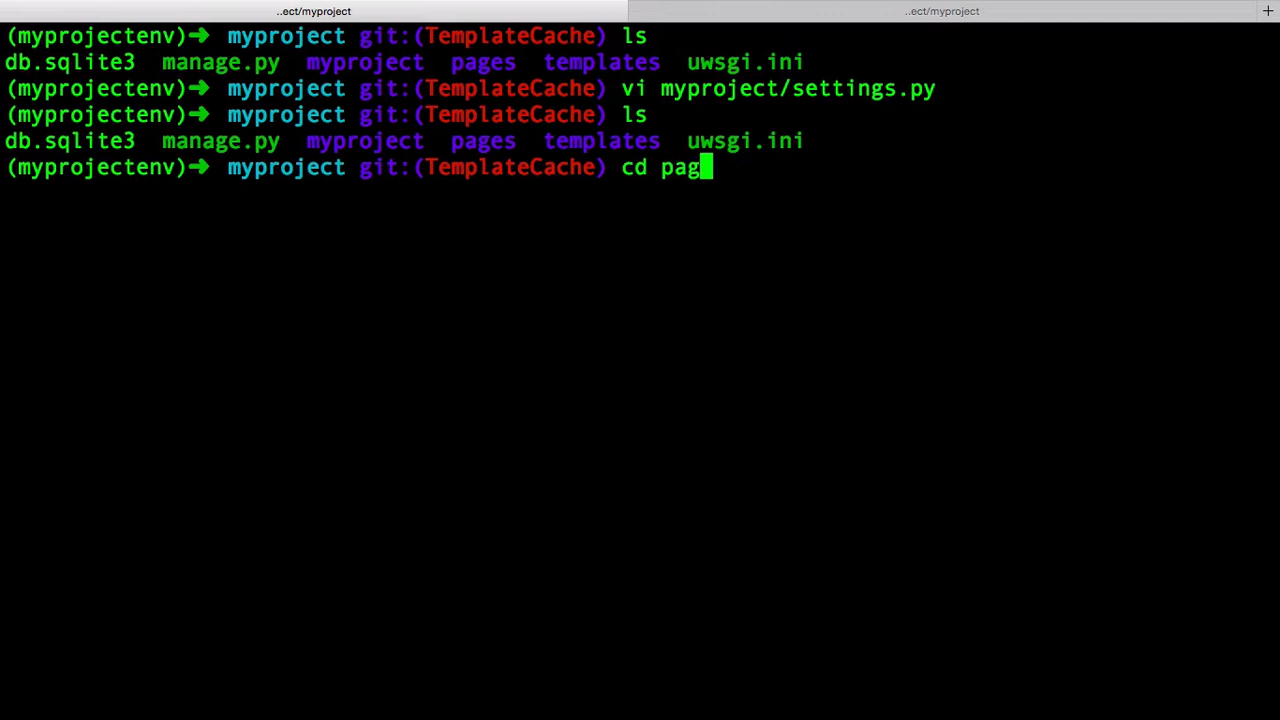 ..ect/myproject ..ect/myproject +
(myprojectenv)➜ myproject git:(TemplateCache) ls
db.sqlite3 manage.py myproject pages templates uwsgi.ini
(myprojectenv)➜ myproject git:(TemplateCache) vi myproject/settings.py
(myprojectenv)➜ myproject git:(TemplateCache) ls
db.sqlite3 manage.py myproject pages templates uwsgi.ini
(myprojectenv)➜ myproject git:(TemplateCache) cd pag